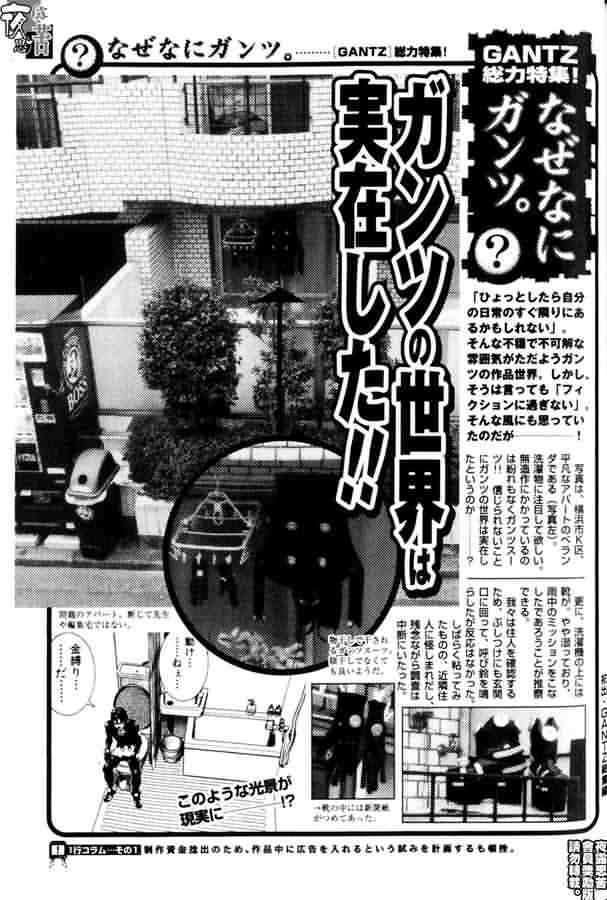 なぜなにガンツ。………［GANTZ］総力特集！
GANTZ
総力特集！
なぜなに
ガンツ。
?
ガンツの世界は
実在した!!
「ひょっとしたら自分
の日常のすぐ隣りにあ
るかもしれない」。
そんな不穏で不可解な
雰囲気がただようガン
ツの作品世界。しかし、
そうは言っても「フィ
クションに過ぎない」。
そんな風にも思ってい
たのだが――――！
写真は、横浜市K区、
平凡なアパートのベラン
ダである（写真左）。
洗濯物に注目して欲しい。
無造作にかかっているの
は紛れもなくガンツスー
ツ!! 信じられないこと
にガンツの世界は実在し
たというのか――――？
更に、洗濯機の上には
靴が。やや湿っており、
雨中のミッションをこな
したであろうことが推察
できる。
我々は住人を確認する
ため、ぶしつけにも玄関
口に回って、呼び鈴を鳴
らしたが反応はなかった。
しばらく粘ってみ
たものの、近隣住
人に怪しまれだし、
残念ながら調査は
中断にいたった。
BOSS
問題のアパート。断じて先生
や編集宅ではない。
物干しで干され
るガンツスーツ。
陰干しでなくて
も良いようだ。
→靴の中には新聞紙
がつめてあった。
動け…
…ねえ…
金縛り…
…だ…
このような光景が
現実に――――!?
1行コラム…その1
制作資金捻出のため、作品中に広告を入れるという試みを計画するも頓挫。